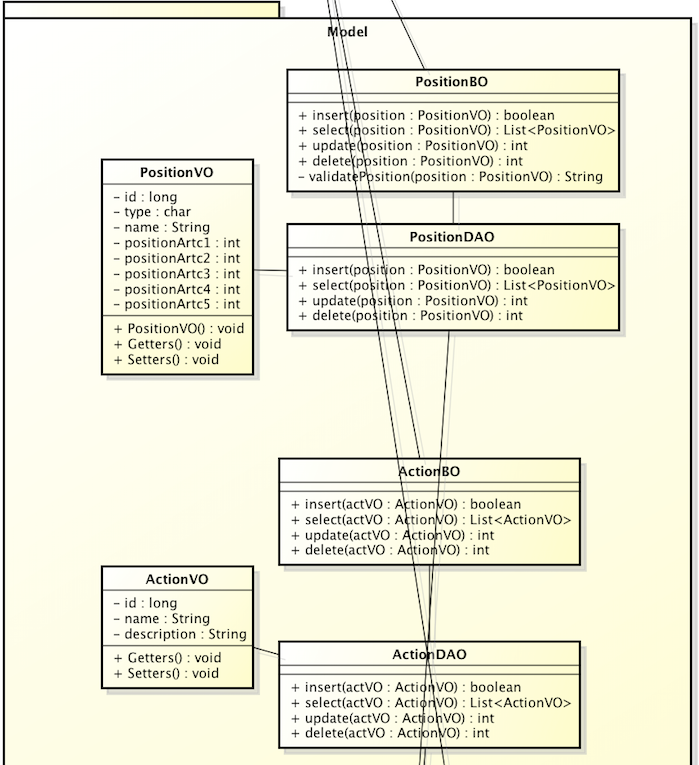 Model
PositionBO
+ insert(position : PositionVO) : boolean
+ select(position : PositionVO) : List<PositionVO>
+ update(position : PositionVO) : int
+ delete(position : PositionVO) : int
- validatePosition(position : PositionVO) : String
PositionVO
- id : long
- type : char
- name : String
- positionArtc1 : int
- positionArtc2 : int
- positionArtc3 : int
- positionArtc4 : int
- positionArtc5 : int
+ PositionVO() : void
+ Getters() : void
+ Setters() : void
PositionDAO
+ insert(position : PositionVO) : boolean
+ select(position : PositionVO) : List<PositionVO>
+ update(position : PositionVO) : int
+ delete(position : PositionVO) : int
ActionBO
+ insert(actVO : ActionVO) : boolean
+ select(actVO : ActionVO) : List<ActionVO>
+ update(actVO : ActionVO) : int
+ delete(actVO : ActionVO) : int
ActionVO
- id : long
- name : String
- description : String
+ Getters() : void
+ Setters() : void
ActionDAO
+ insert(actVO : ActionVO) : boolean
+ select(actVO : ActionVO) : List<ActionVO>
+ update(actVO : ActionVO) : int
+ delete(actVO : ActionVO) : int